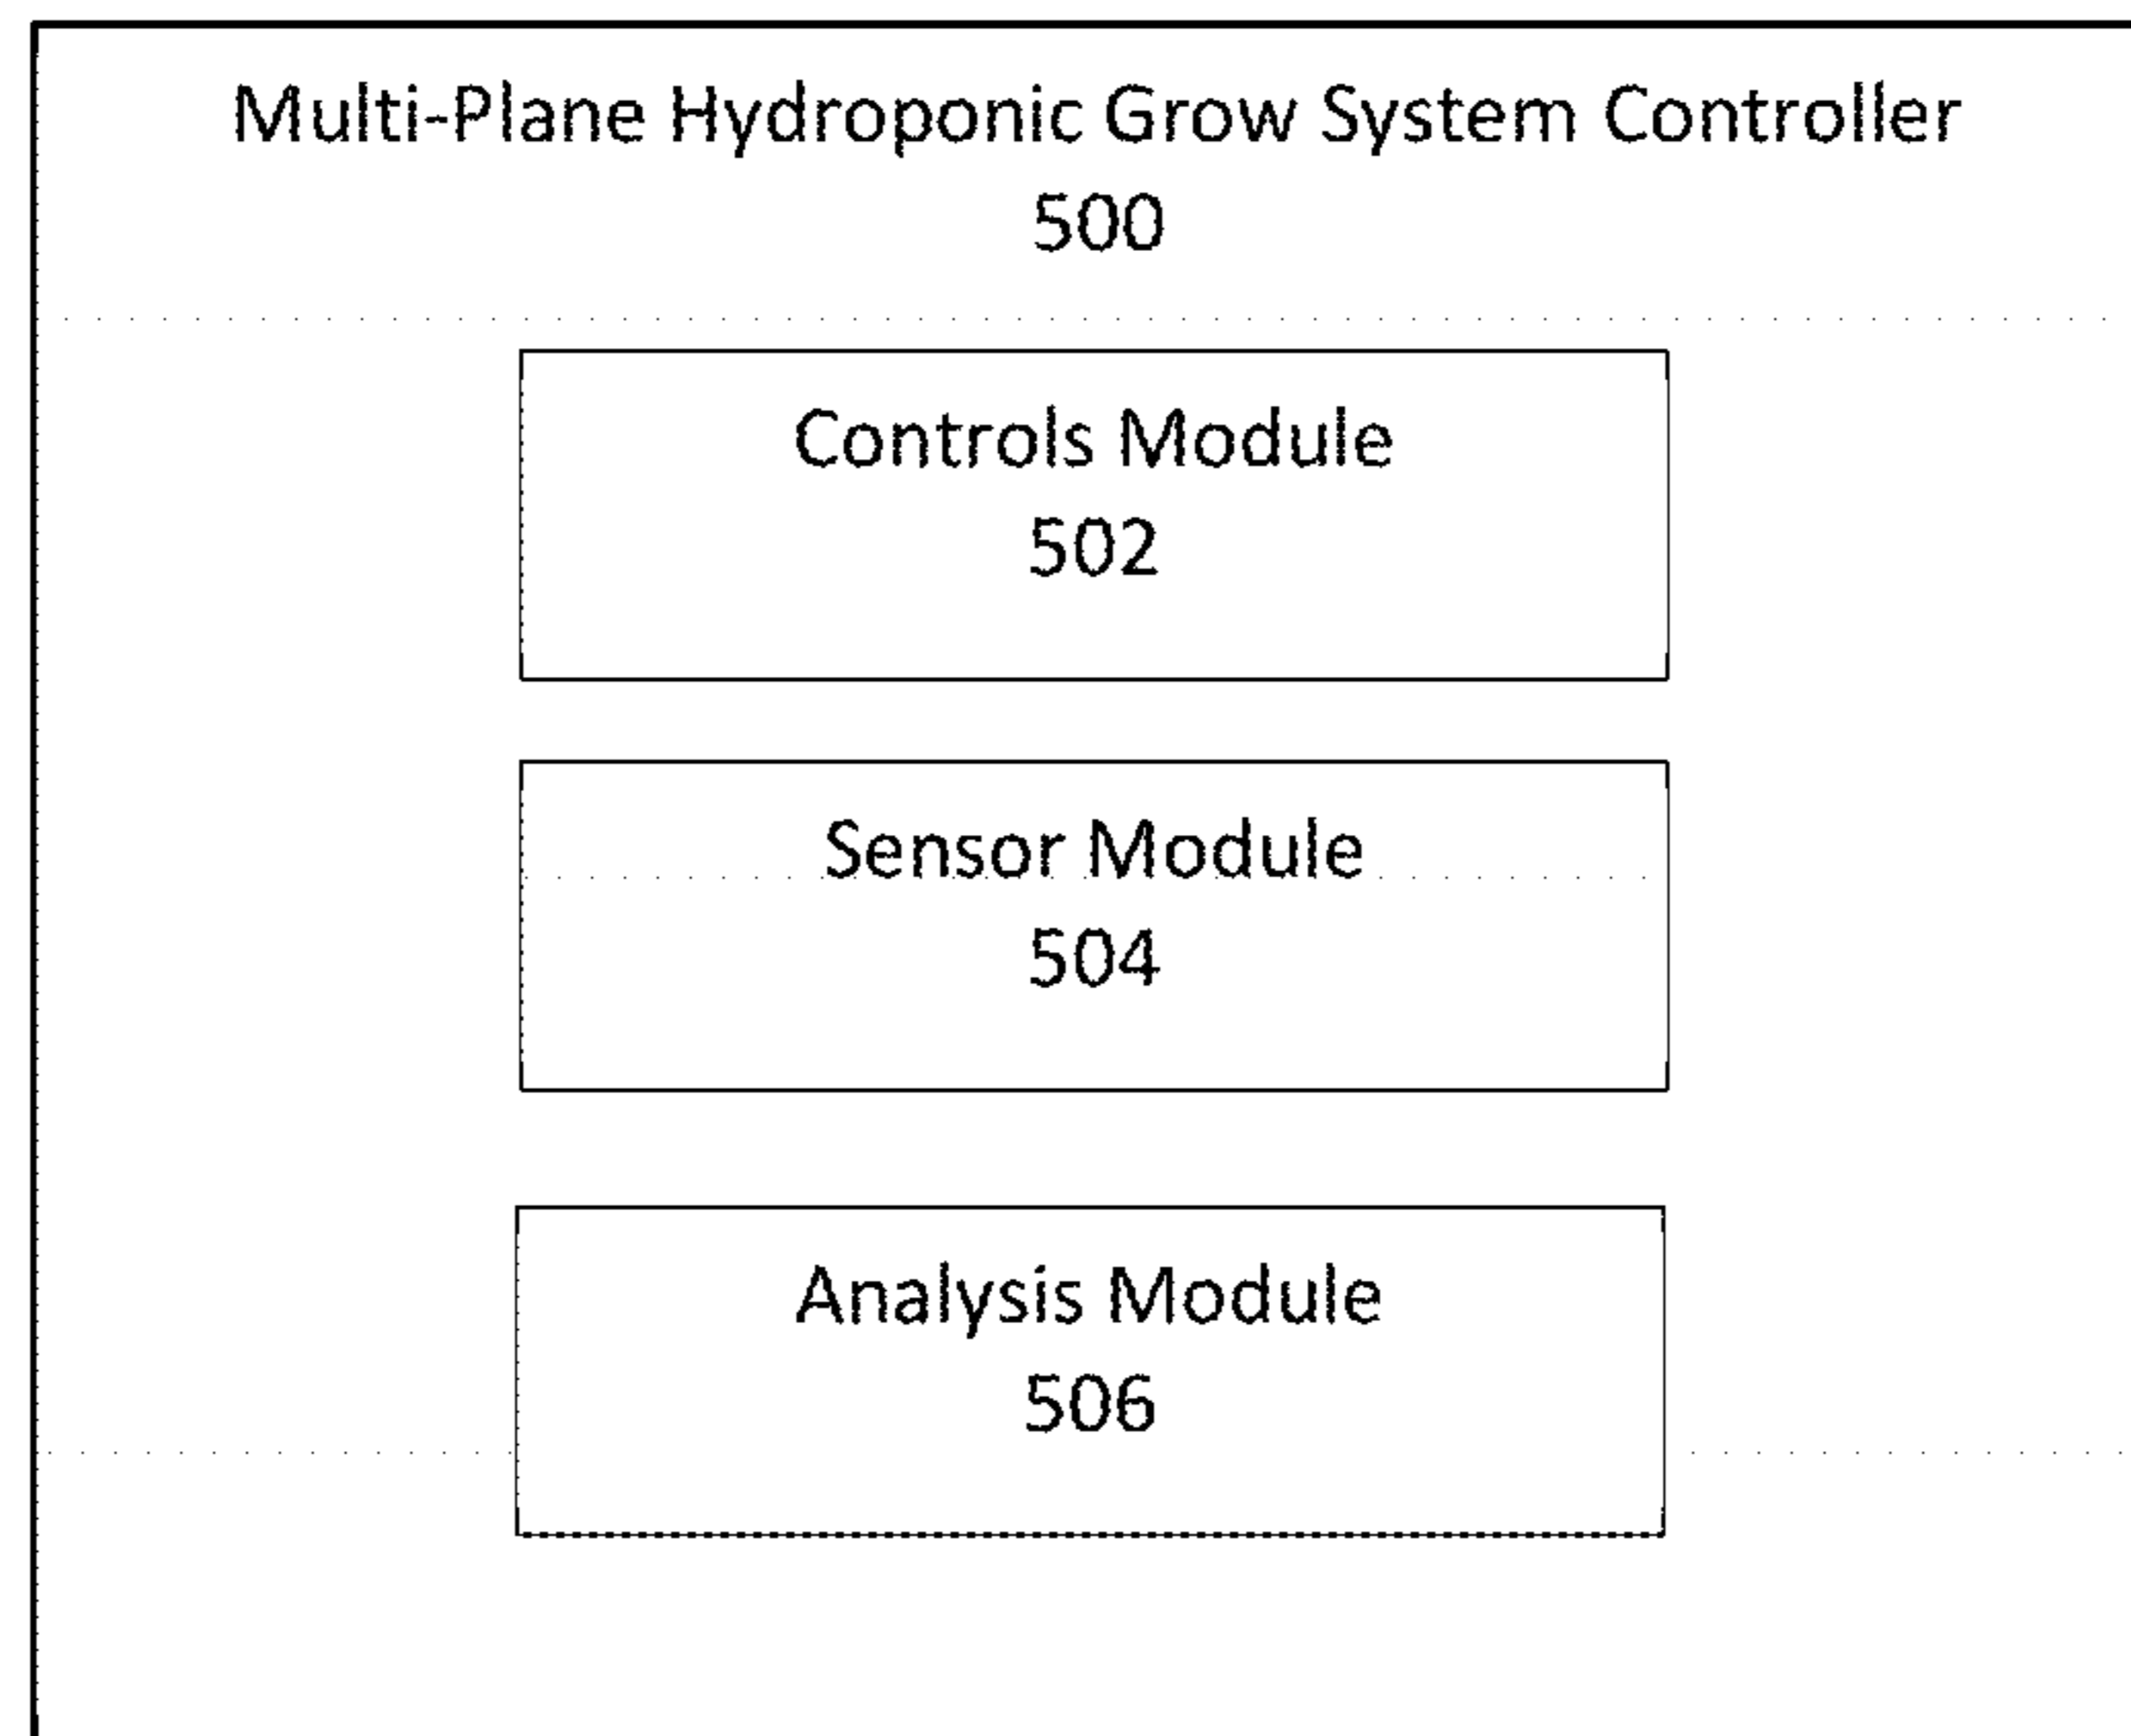 Multi-Plane Hydroponic Grow System Controller
500
Controls Module
502
Sensor Module
504
Analysis Module
506